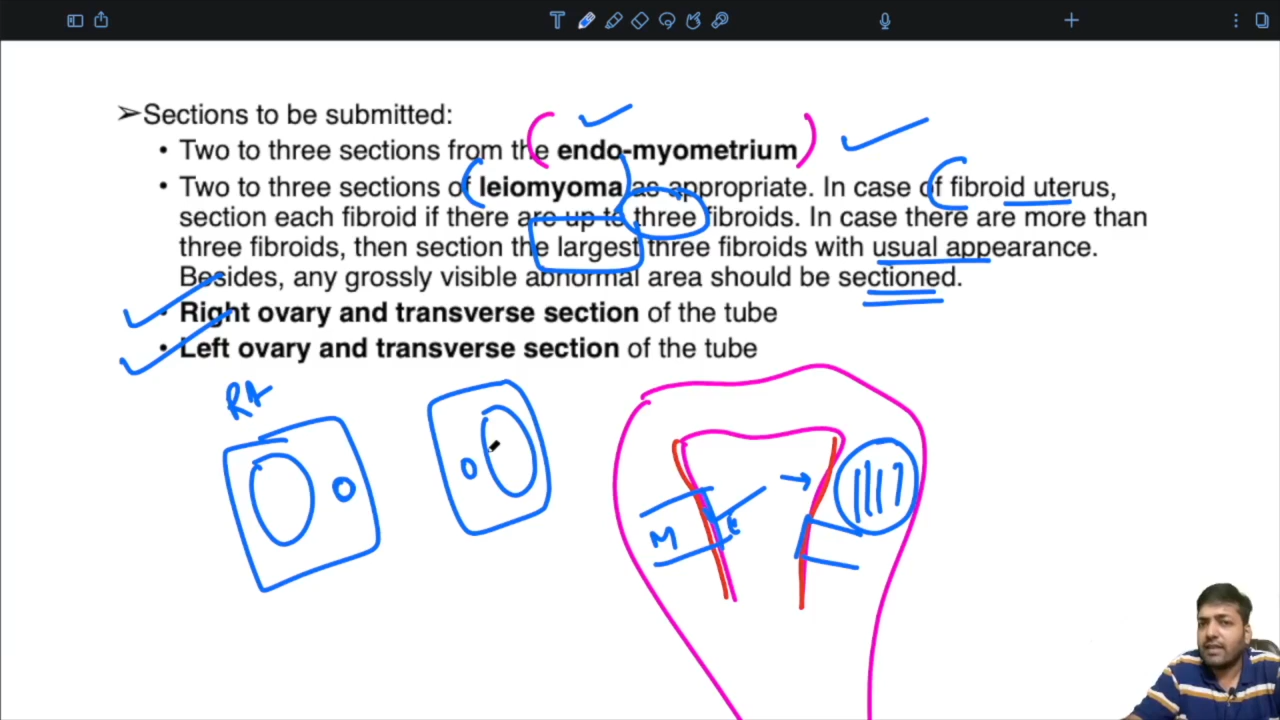 ➢Sections to be submitted:
• Two to three sections from the endo-myometrium
• Two to three sections of leiomyoma as appropriate. In case of fibroid uterus,
section each fibroid if there are up to three fibroids. In case there are more than
three fibroids, then section the largest three fibroids with usual appearance.
Besides, any grossly visible abnormal area should be sectioned.
• Right ovary and transverse section of the tube
• Left ovary and transverse section of the tube
M